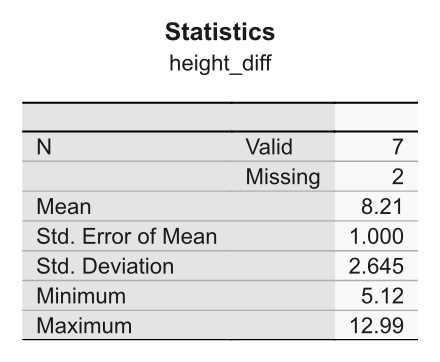 Statistics
height_diff
N Valid 7
Missing 2
Mean 8.21
Std. Error of Mean 1.000
Std. Deviation 2.645
Minimum 5.12
Maximum 12.99